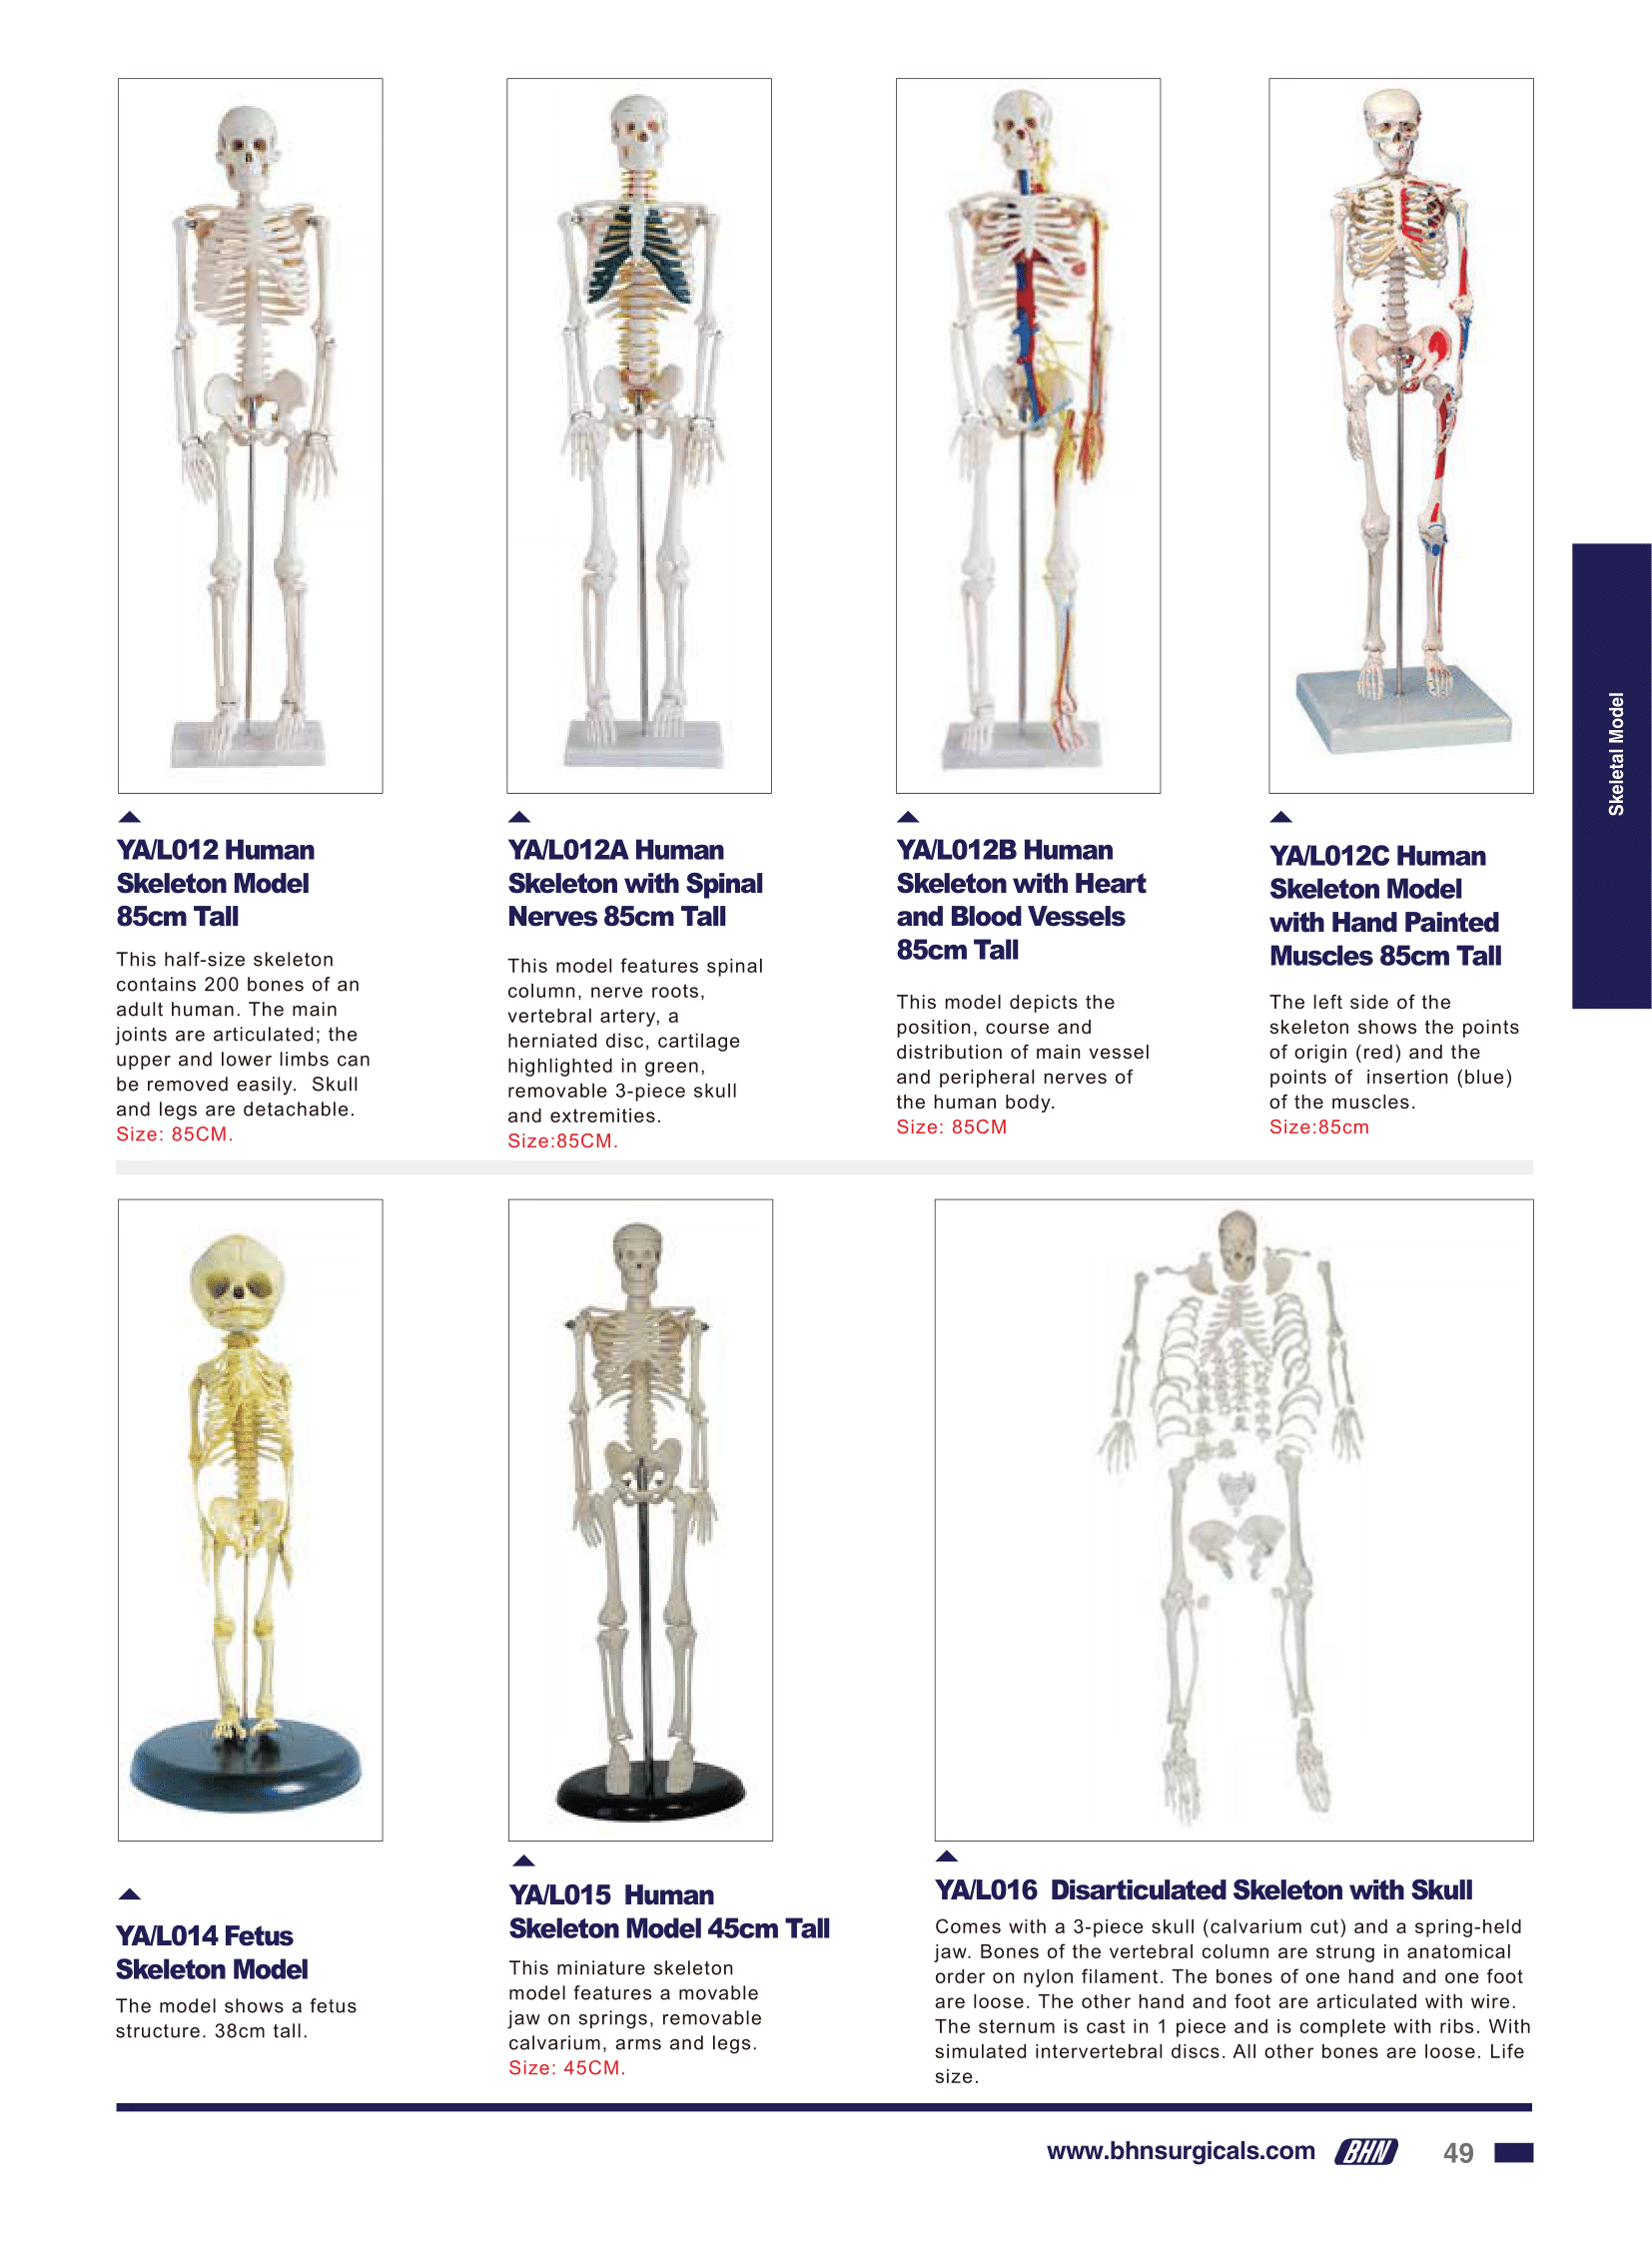 YA/L012 Human
Skeleton Model
85cm Tall
This half-size skeleton
contains 200 bones of an
adult human. The main
joints are articulated; the
upper and lower limbs can
be removed easily.  Skull
and legs are detachable.
Size: 85CM.
YA/L012A Human
Skeleton with Spinal
Nerves 85cm Tall
This model features spinal
column, nerve roots,
vertebral artery, a
herniated disc, cartilage
highlighted in green,
removable 3-piece skull
and extremities.
Size:85CM.
YA/L012B Human
Skeleton with Heart
and Blood Vessels
85cm Tall
This model depicts the
position, course and
distribution of main vessel
and peripheral nerves of
the human body.
Size: 85CM
YA/L012C Human
Skeleton Model
with Hand Painted
Muscles 85cm Tall
The left side of the
skeleton shows the points
of origin (red) and the
points of  insertion (blue)
of the muscles.
Size:85cm
Skeletal Model
YA/L014 Fetus
Skeleton Model
The model shows a fetus
structure. 38cm tall.
YA/L015  Human
Skeleton Model 45cm Tall
This miniature skeleton
model features a movable
jaw on springs, removable
calvarium, arms and legs.
Size: 45CM.
YA/L016  Disarticulated Skeleton with Skull
Comes with a 3-piece skull (calvarium cut) and a spring-held
jaw. Bones of the vertebral column are strung in anatomical
order on nylon filament. The bones of one hand and one foot
are loose. The other hand and foot are articulated with wire.
The sternum is cast in 1 piece and is complete with ribs. With
simulated intervertebral discs. All other bones are loose. Life
size.
www.bhnsurgicals.com BHN 49